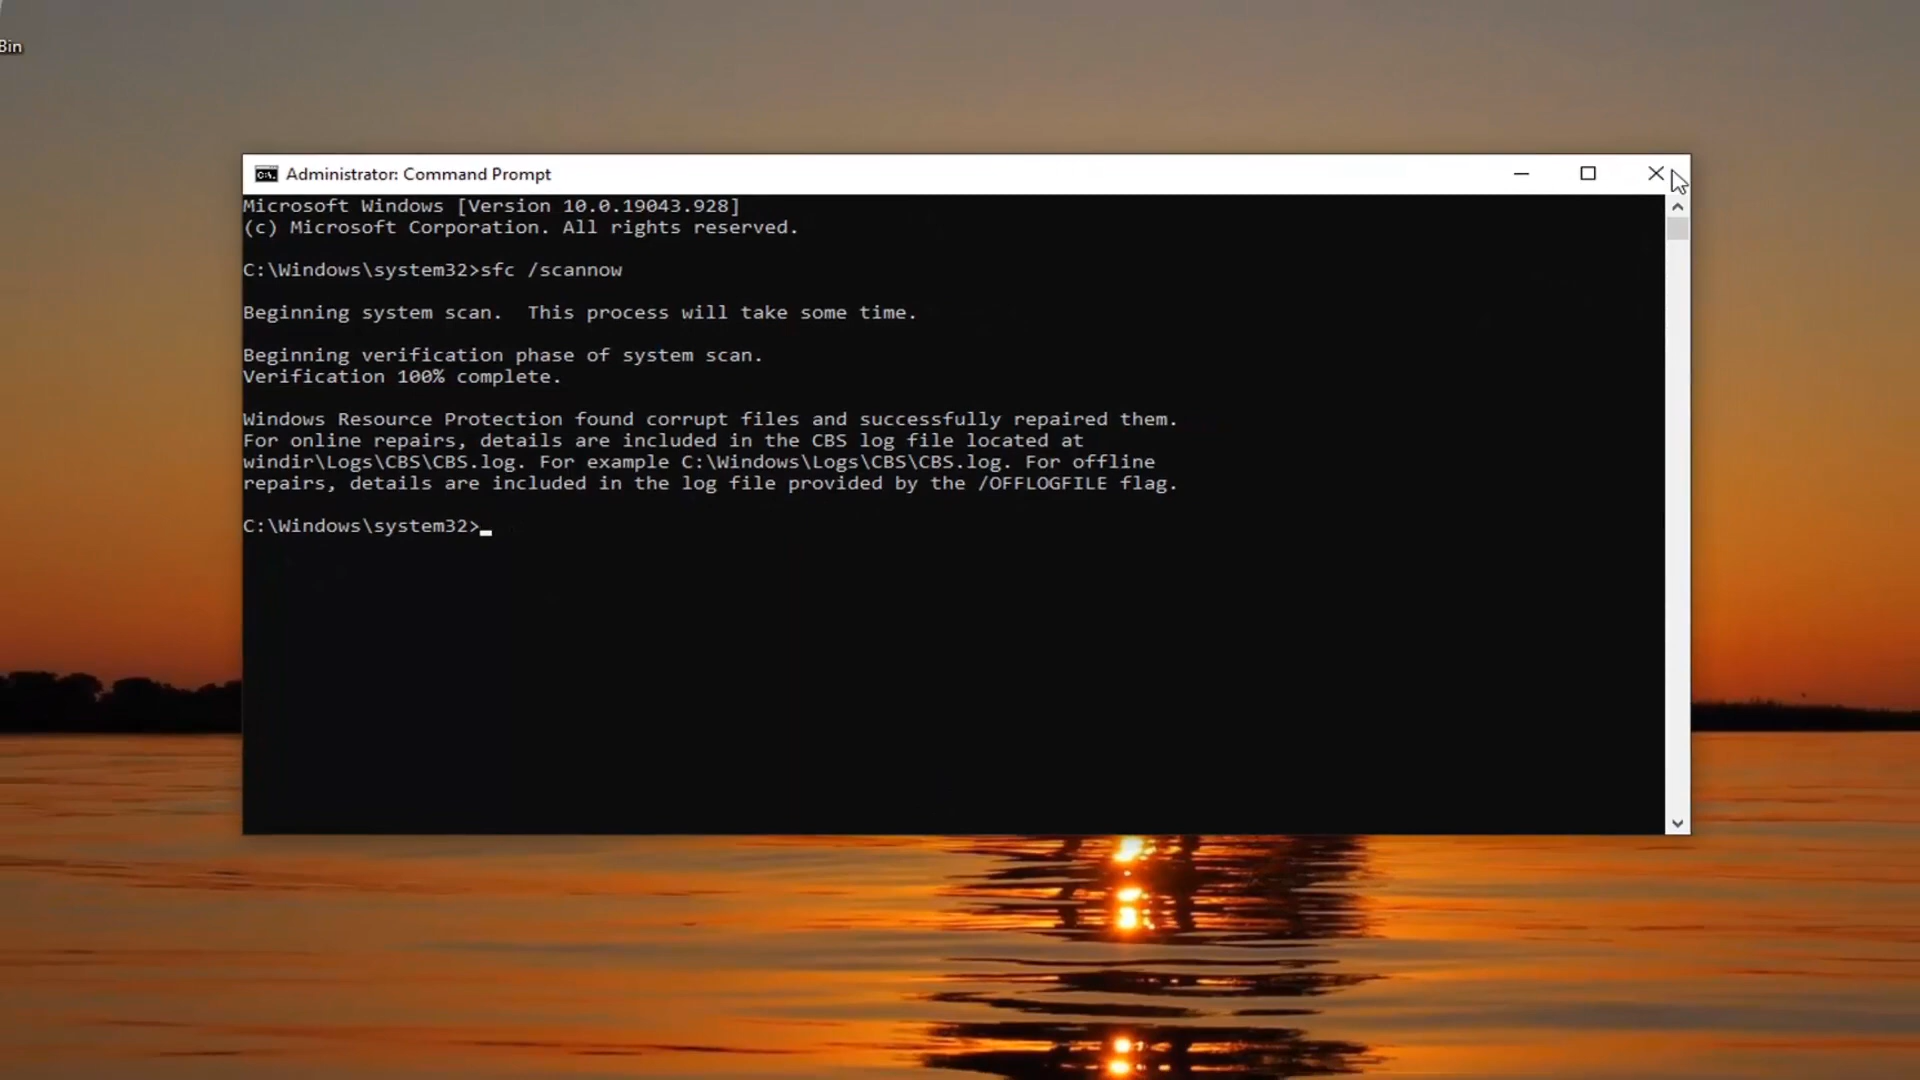 Bin
Administrator: Command Prompt
Microsoft Windows [Version 10.0.19043.928]
(c) Microsoft Corporation. All rights reserved.
C:\Windows\system32>sfc /scannow
Beginning system scan.  This process will take some time.
Beginning verification phase of system scan.
Verification 100% complete.
Windows Resource Protection found corrupt files and successfully repaired them.
For online repairs, details are included in the CBS log file located at
windir\Logs\CBS\CBS.log. For example C:\Windows\Logs\CBS\CBS.log. For offline
repairs, details are included in the log file provided by the /OFFLOGFILE flag.
C:\Windows\system32>